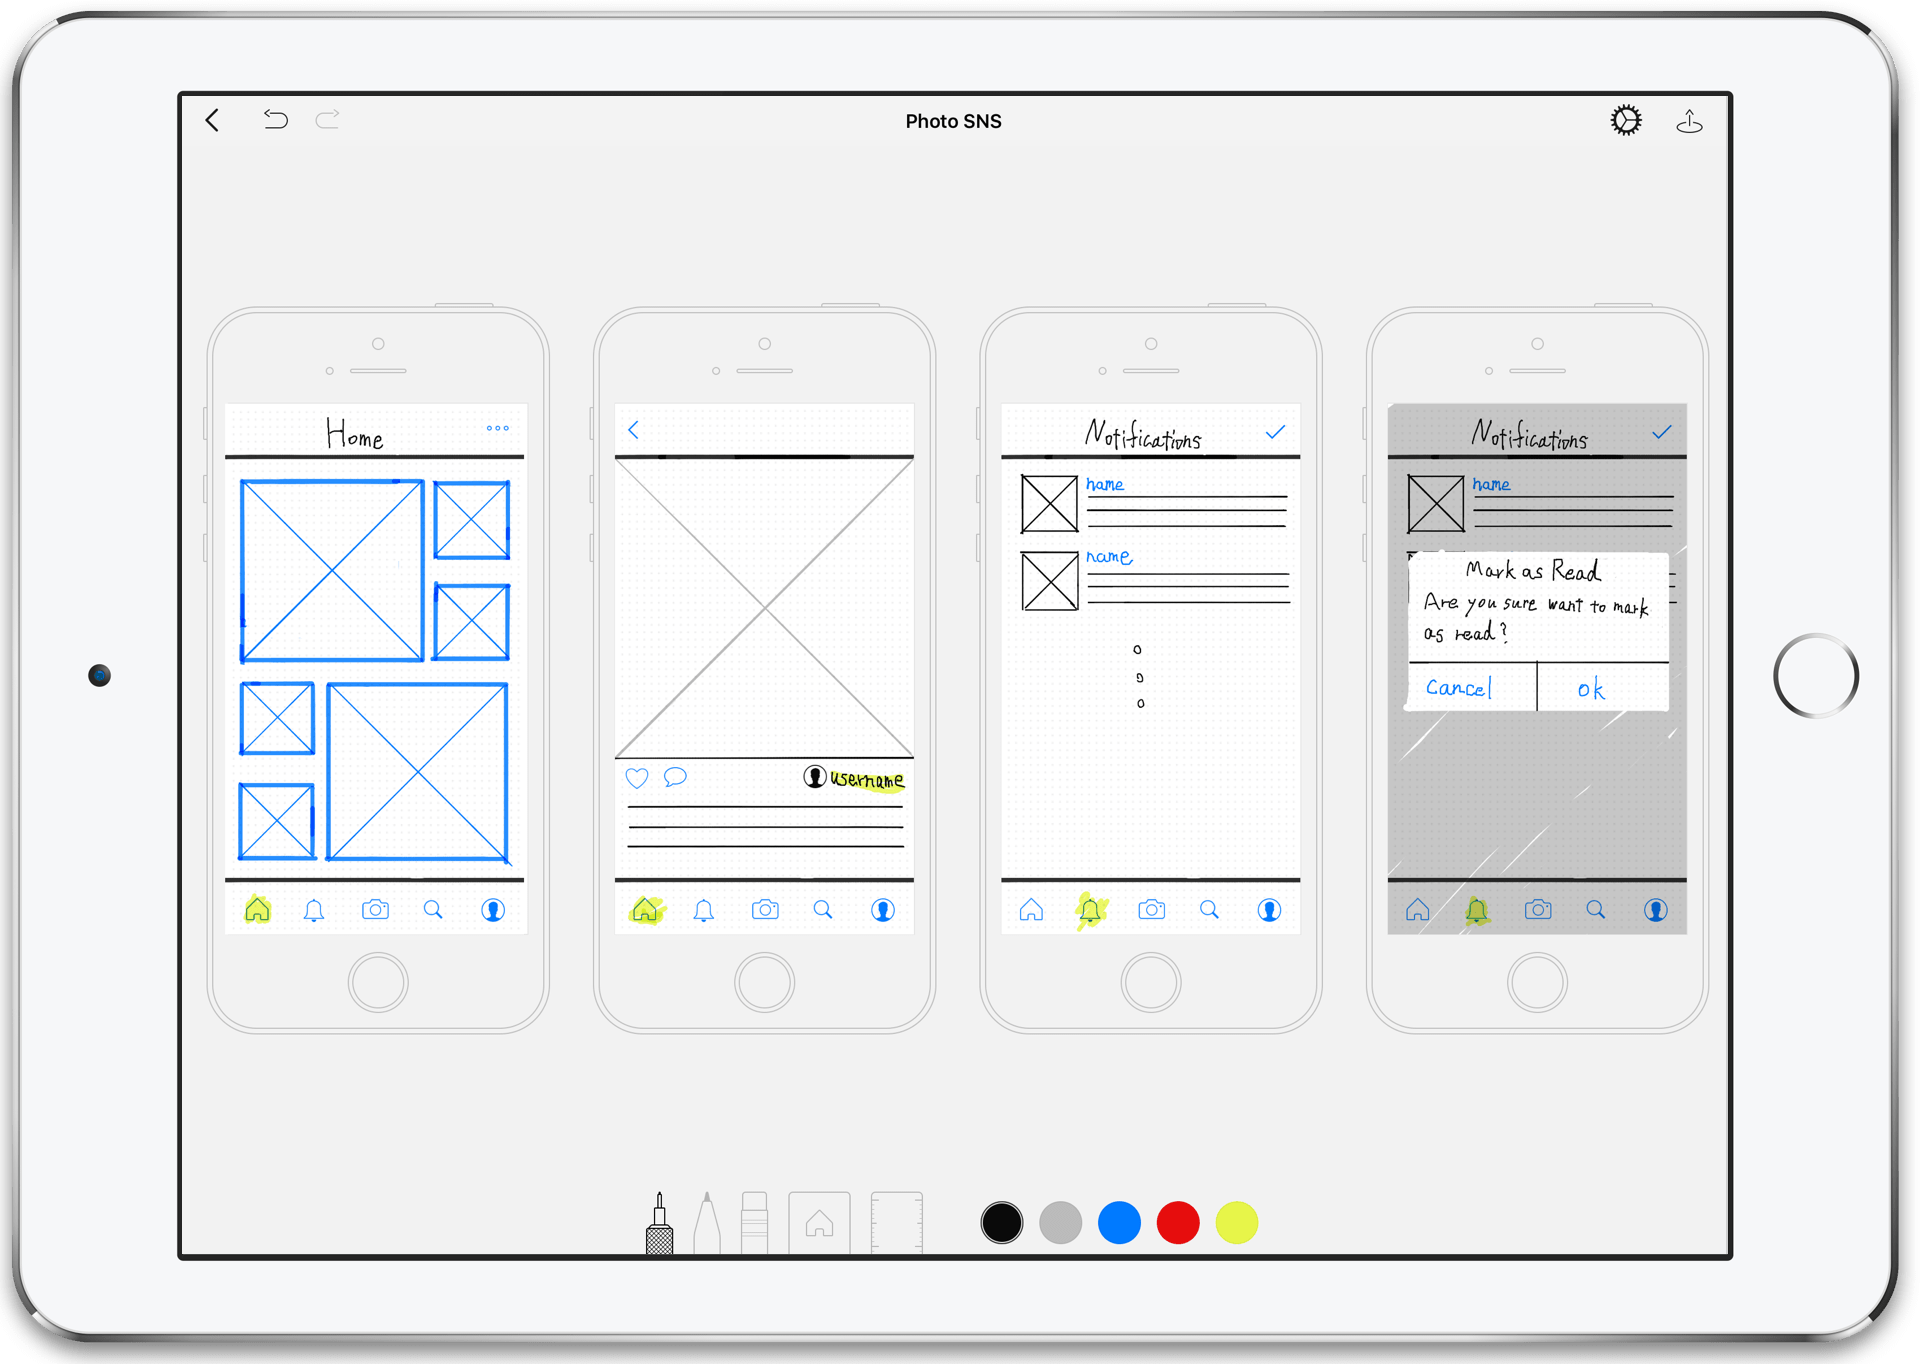 Photo SNS
Home
username
Notifications
name
name
Notifications
name
Mark as Read
Are you sure want to mark
as read?
Cancel
Ok